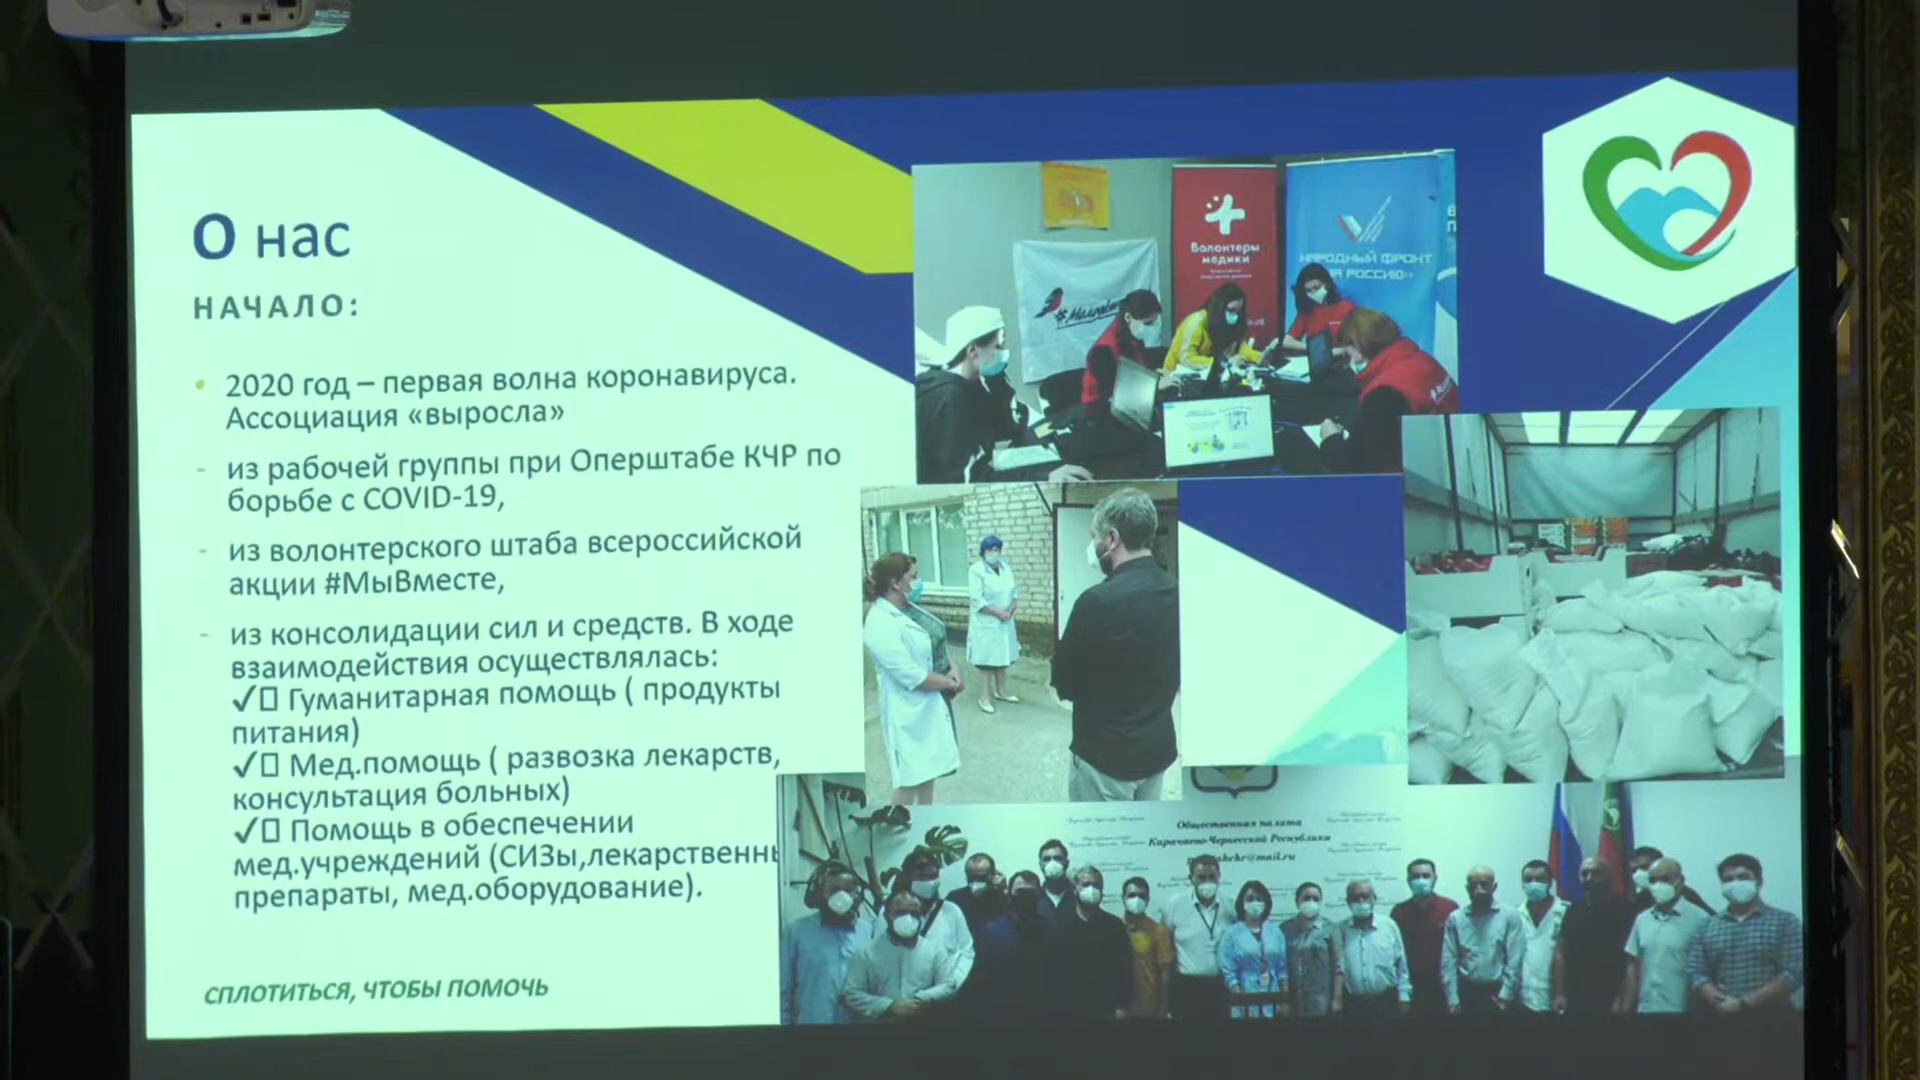 О нас
НАЧАЛО:
2020 год – первая волна коронавируса.
Ассоциация «выросла»
- из рабочей группы при Оперштабе КЧР по
борьбе с COVID-19,
- из волонтерского штаба всероссийской
акции #МыВместе,
- из консолидации сил и средств. В ходе
взаимодействия осуществлялась:
✓ Гуманитарная помощь ( продукты
питания)
✓ Мед.помощь ( развозка лекарств,
консультация больных)
✓ Помощь в обеспечении
мед.учреждений (СИЗы,лекарственн
препараты, мед.оборудование).
СПЛОТИТЬСЯ, ЧТОБЫ ПОМОЧЬ
Волонтеры
медики
НАРОДНЫЙ ФРОНТ
ЗА РОССИЮ»
Общественная палата
Карачаево-Черкесской Республики